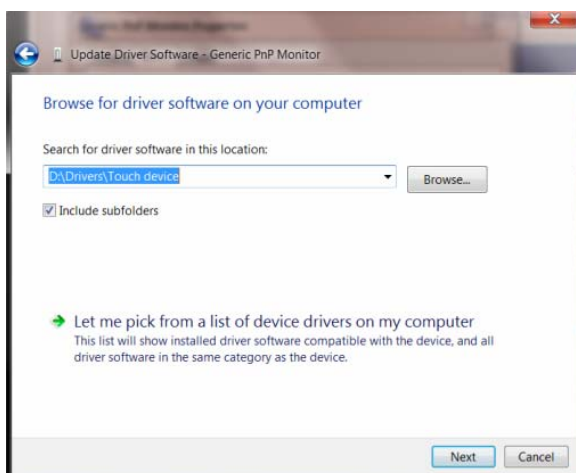 Update Driver Software - Generic PnP Monitor
Browse for driver software on your computer
Search for driver software in this location:
D:\Drivers\Touch device
Browse...
Include subfolders
Let me pick from a list of device drivers on my computer
This list will show installed driver software compatible with the device, and all
driver software in the same category as the device.
Next
Cancel